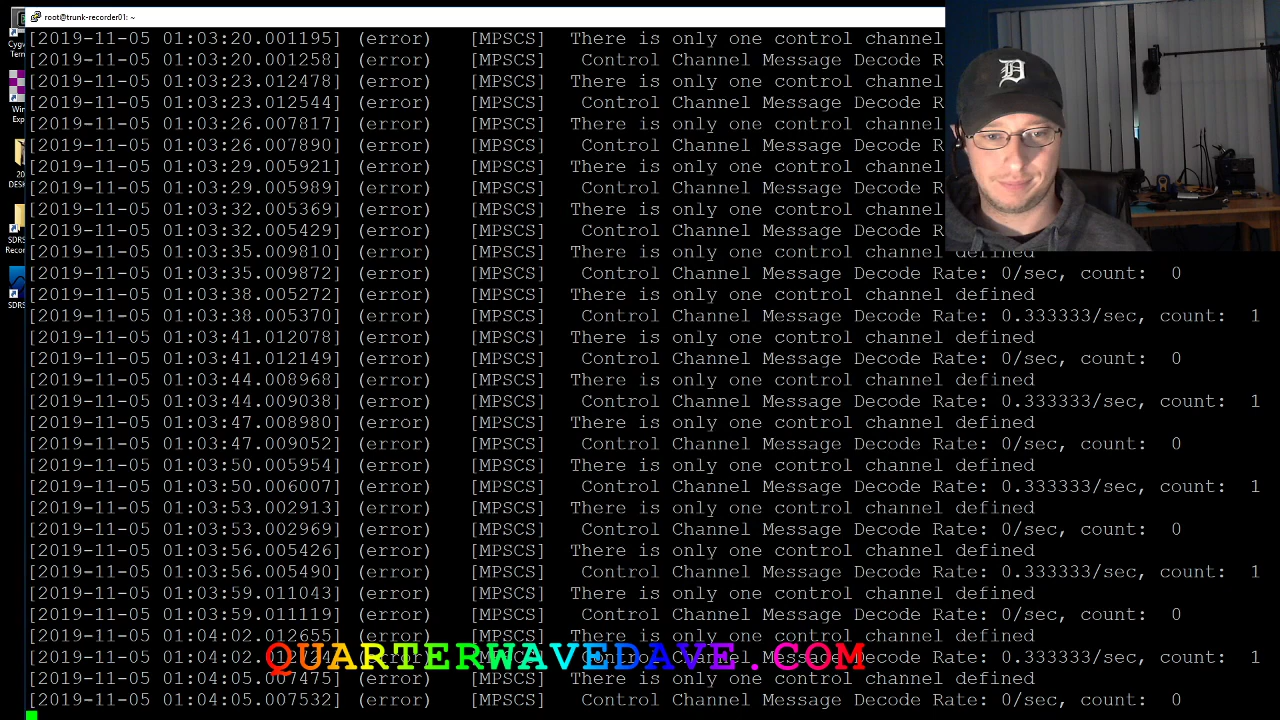 root@trunk-recorder01: ~
[2019-11-05 01:03:20.001195] (error) [MPSCS] There is only one control channel
[2019-11-05 01:03:20.001258] (error) [MPSCS] Control Channel Message Decode R
[2019-11-05 01:03:23.012478] (error) [MPSCS] There is only one control channel
[2019-11-05 01:03:23.012544] (error) [MPSCS] Control Channel Message Decode R
[2019-11-05 01:03:26.007817] (error) [MPSCS] There is only one control channel
[2019-11-05 01:03:26.007890] (error) [MPSCS] Control Channel Message Decode R
[2019-11-05 01:03:29.005921] (error) [MPSCS] There is only one control channel
[2019-11-05 01:03:29.005989] (error) [MPSCS] Control Channel Message Decode R
[2019-11-05 01:03:32.005369] (error) [MPSCS] There is only one control channel
[2019-11-05 01:03:32.005429] (error) [MPSCS] Control Channel Message Decode R
[2019-11-05 01:03:35.009810] (error) [MPSCS] There is only one control channel defined
[2019-11-05 01:03:35.009872] (error) [MPSCS] Control Channel Message Decode Rate: 0/sec, count: 0
[2019-11-05 01:03:38.005272] (error) [MPSCS] There is only one control channel defined
[2019-11-05 01:03:38.005370] (error) [MPSCS] Control Channel Message Decode Rate: 0.333333/sec, count: 1
[2019-11-05 01:03:41.012078] (error) [MPSCS] There is only one control channel defined
[2019-11-05 01:03:41.012149] (error) [MPSCS] Control Channel Message Decode Rate: 0/sec, count: 0
[2019-11-05 01:03:44.008968] (error) [MPSCS] There is only one control channel defined
[2019-11-05 01:03:44.009038] (error) [MPSCS] Control Channel Message Decode Rate: 0.333333/sec, count: 1
[2019-11-05 01:03:47.008980] (error) [MPSCS] There is only one control channel defined
[2019-11-05 01:03:47.009052] (error) [MPSCS] Control Channel Message Decode Rate: 0/sec, count: 0
[2019-11-05 01:03:50.005954] (error) [MPSCS] There is only one control channel defined
[2019-11-05 01:03:50.006007] (error) [MPSCS] Control Channel Message Decode Rate: 0.333333/sec, count: 1
[2019-11-05 01:03:53.002913] (error) [MPSCS] There is only one control channel defined
[2019-11-05 01:03:53.002969] (error) [MPSCS] Control Channel Message Decode Rate: 0/sec, count: 0
[2019-11-05 01:03:56.005426] (error) [MPSCS] There is only one control channel defined
[2019-11-05 01:03:56.005490] (error) [MPSCS] Control Channel Message Decode Rate: 0.333333/sec, count: 1
[2019-11-05 01:03:59.011043] (error) [MPSCS] There is only one control channel defined
[2019-11-05 01:03:59.011119] (error) [MPSCS] Control Channel Message Decode Rate: 0/sec, count: 0
[2019-11-05 01:04:02.012655] (error) [MPSCS] There is only one control channel defined
[2019-11-05 01:04:02. Control Channel Message Decode Rate: 0.333333/sec, count: 1
QUARTERWAVEDAVE.COM
[2019-11-05 01:04:05.007475] (error) [MPSCS] There is only one control channel defined
[2019-11-05 01:04:05.007532] (error) [MPSCS] Control Channel Message Decode Rate: 0/sec, count: 0